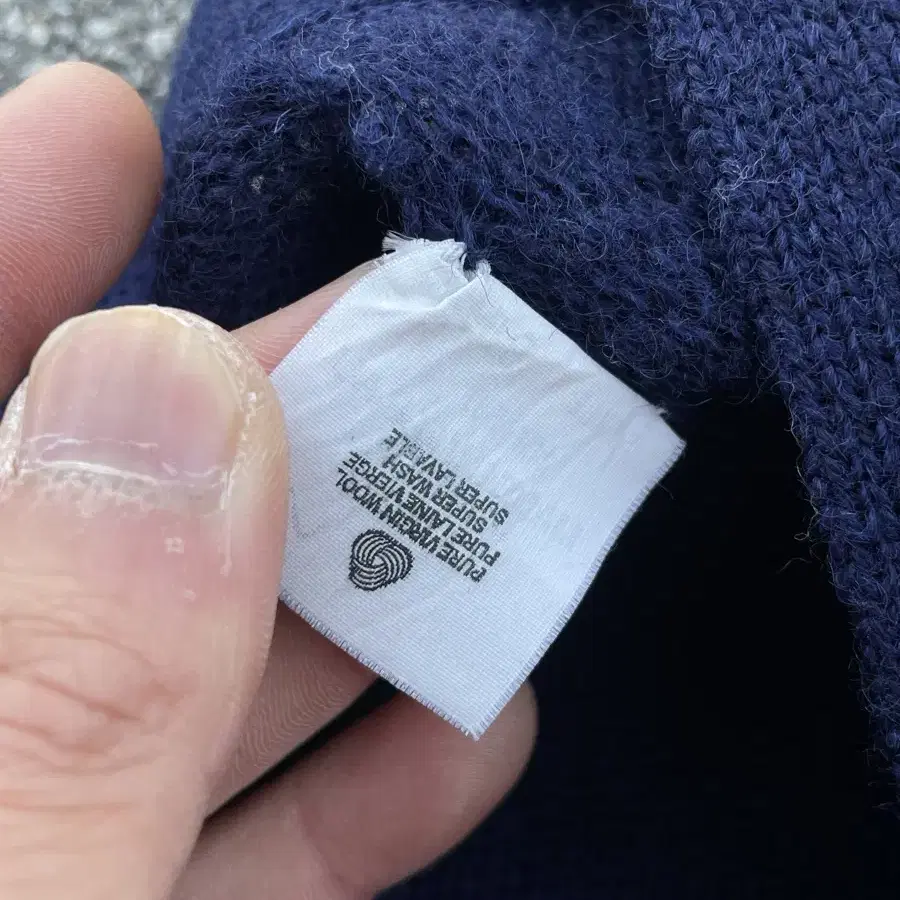 PURE VIRGIN WOOL
PURE LAINE VIERGE
SUPER WASH
SUPER LAVABLE